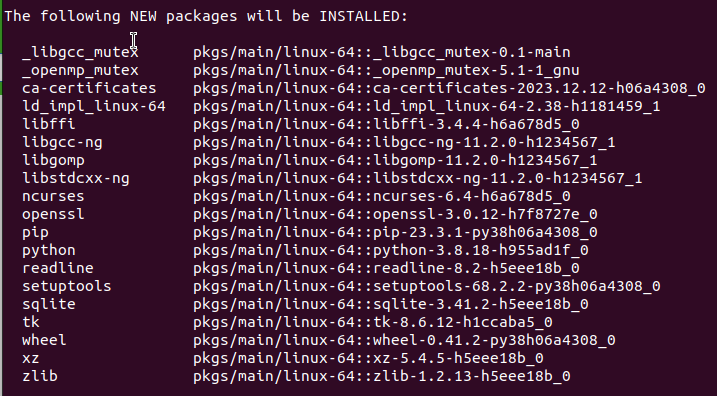 The following NEW packages will be INSTALLED:
_libgcc_mutex pkgs/main/linux-64::_libgcc_mutex-0.1-main
_openmp_mutex pkgs/main/linux-64::_openmp_mutex-5.1-1_gnu
ca-certificates pkgs/main/linux-64::ca-certificates-2023.12.12-h06a4308_0
ld_impl_linux-64 pkgs/main/linux-64::ld_impl_linux-64-2.38-h1181459_1
libffi pkgs/main/linux-64::libffi-3.4.4-h6a678d5_0
libgcc-ng pkgs/main/linux-64::libgcc-ng-11.2.0-h1234567_1
libgomp pkgs/main/linux-64::libgomp-11.2.0-h1234567_1
libstdcxx-ng pkgs/main/linux-64::libstdcxx-ng-11.2.0-h1234567_1
ncurses pkgs/main/linux-64::ncurses-6.4-h6a678d5_0
openssl pkgs/main/linux-64::openssl-3.0.12-h7f8727e_0
pip pkgs/main/linux-64::pip-23.3.1-py38h06a4308_0
python pkgs/main/linux-64::python-3.8.18-h955ad1f_0
readline pkgs/main/linux-64::readline-8.2-h5eee18b_0
setuptools pkgs/main/linux-64::setuptools-68.2.2-py38h06a4308_0
sqlite pkgs/main/linux-64::sqlite-3.41.2-h5eee18b_0
tk pkgs/main/linux-64::tk-8.6.12-h1ccaba5_0
wheel pkgs/main/linux-64::wheel-0.41.2-py38h06a4308_0
xz pkgs/main/linux-64::xz-5.4.5-h5eee18b_0
zlib pkgs/main/linux-64::zlib-1.2.13-h5eee18b_0